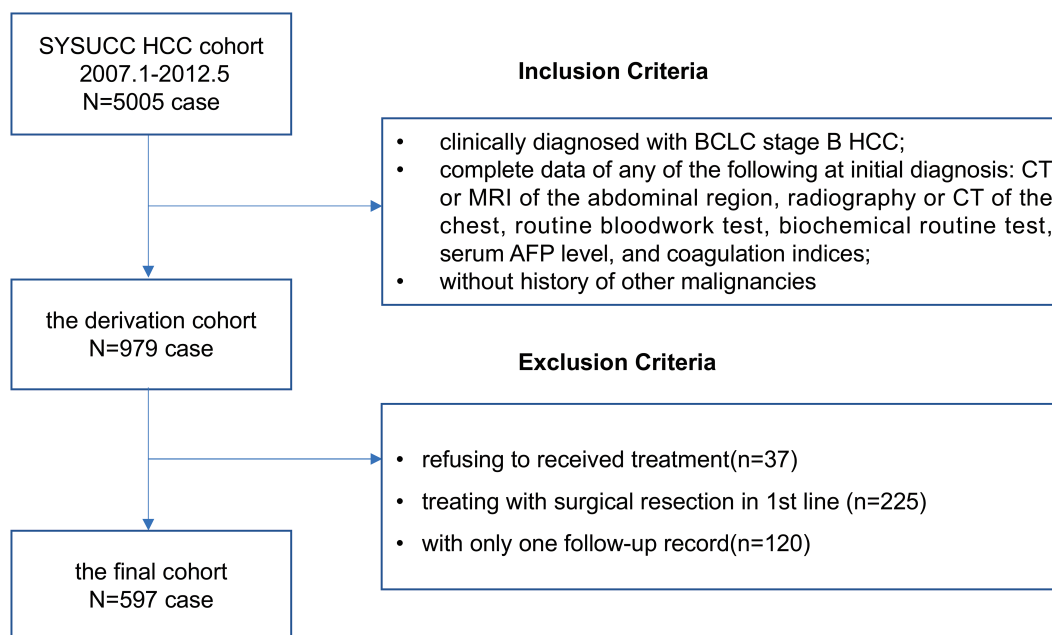 SYSUCC HCC cohort
2007.1-2012.5
N=5005 case
Inclusion Criteria
• clinically diagnosed with BCLC stage B HCC;
• complete data of any of the following at initial diagnosis: CT
or MRI of the abdominal region, radiography or CT of the
chest, routine bloodwork test, biochemical routine test,
serum AFP level, and coagulation indices;
• without history of other malignancies
the derivation cohort
N=979 case
Exclusion Criteria
• refusing to received treatment(n=37)
• treating with surgical resection in 1st line (n=225)
• with only one follow-up record(n=120)
the final cohort
N=597 case